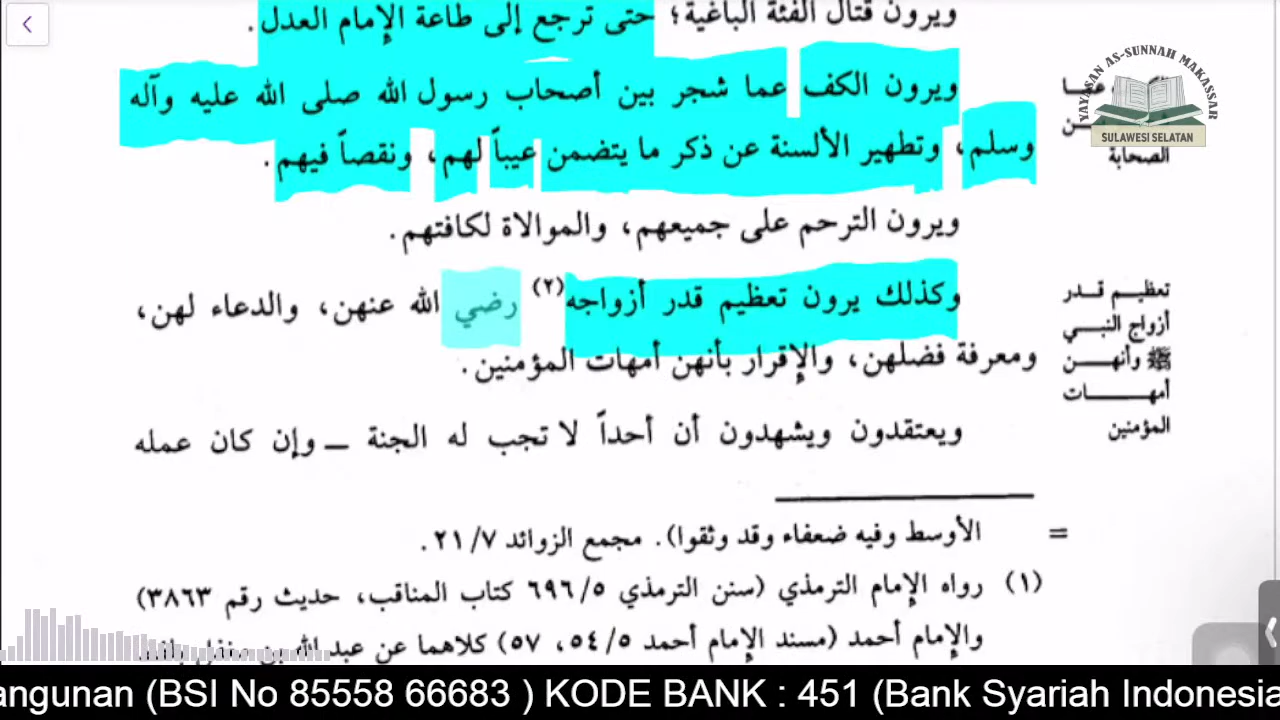 ويرون قتال الفئة الباغية؛ حتى ترجع إلى طاعة الإمام العدل.
ويرون الكف عما شجر بين أصحاب رسول الله صلى الله عليه وآله
وسلم، وتطهير الألسنة عن ذكر ما يتضمن عيباً لهم، ونقصاً فيهم.
الصحابة
ويرون الترحم على جميعهم، والموالاة لكافتهم.
وكذلك يرون تعظيم قدر أزواجه(٢) رضي الله عنهن، والدعاء لهن،
ومعرفة فضلهن، والإقرار بأنهن أمهات المؤمنين.
تعظيم قدر
أزواج النبي
ﷺ وأنهن
أمهات
المؤمنين
ويعتقدون ويشهدون أن أحداً لا تجب له الجنة ــ وإن كان عمله
= الأوسط وفيه ضعفاء وقد وثقوا). مجمع الزوائد ٢١/٧.
(١) رواه الإمام الترمذي (سنن الترمذي ٦٩٦/٥ كتاب المناقب، حديث رقم ٣٨٦٣)
والإمام أحمد (مسند الإمام أحمد ٥٤/٥، ٥٧) كلاهما عن عبد الله بن
YAYASAN AS-SUNNAH MAKASSAR
SULAWESI SELATAN
angunan (BSI No 85558 66683 ) KODE BANK : 451 (Bank Syariah Indonesia